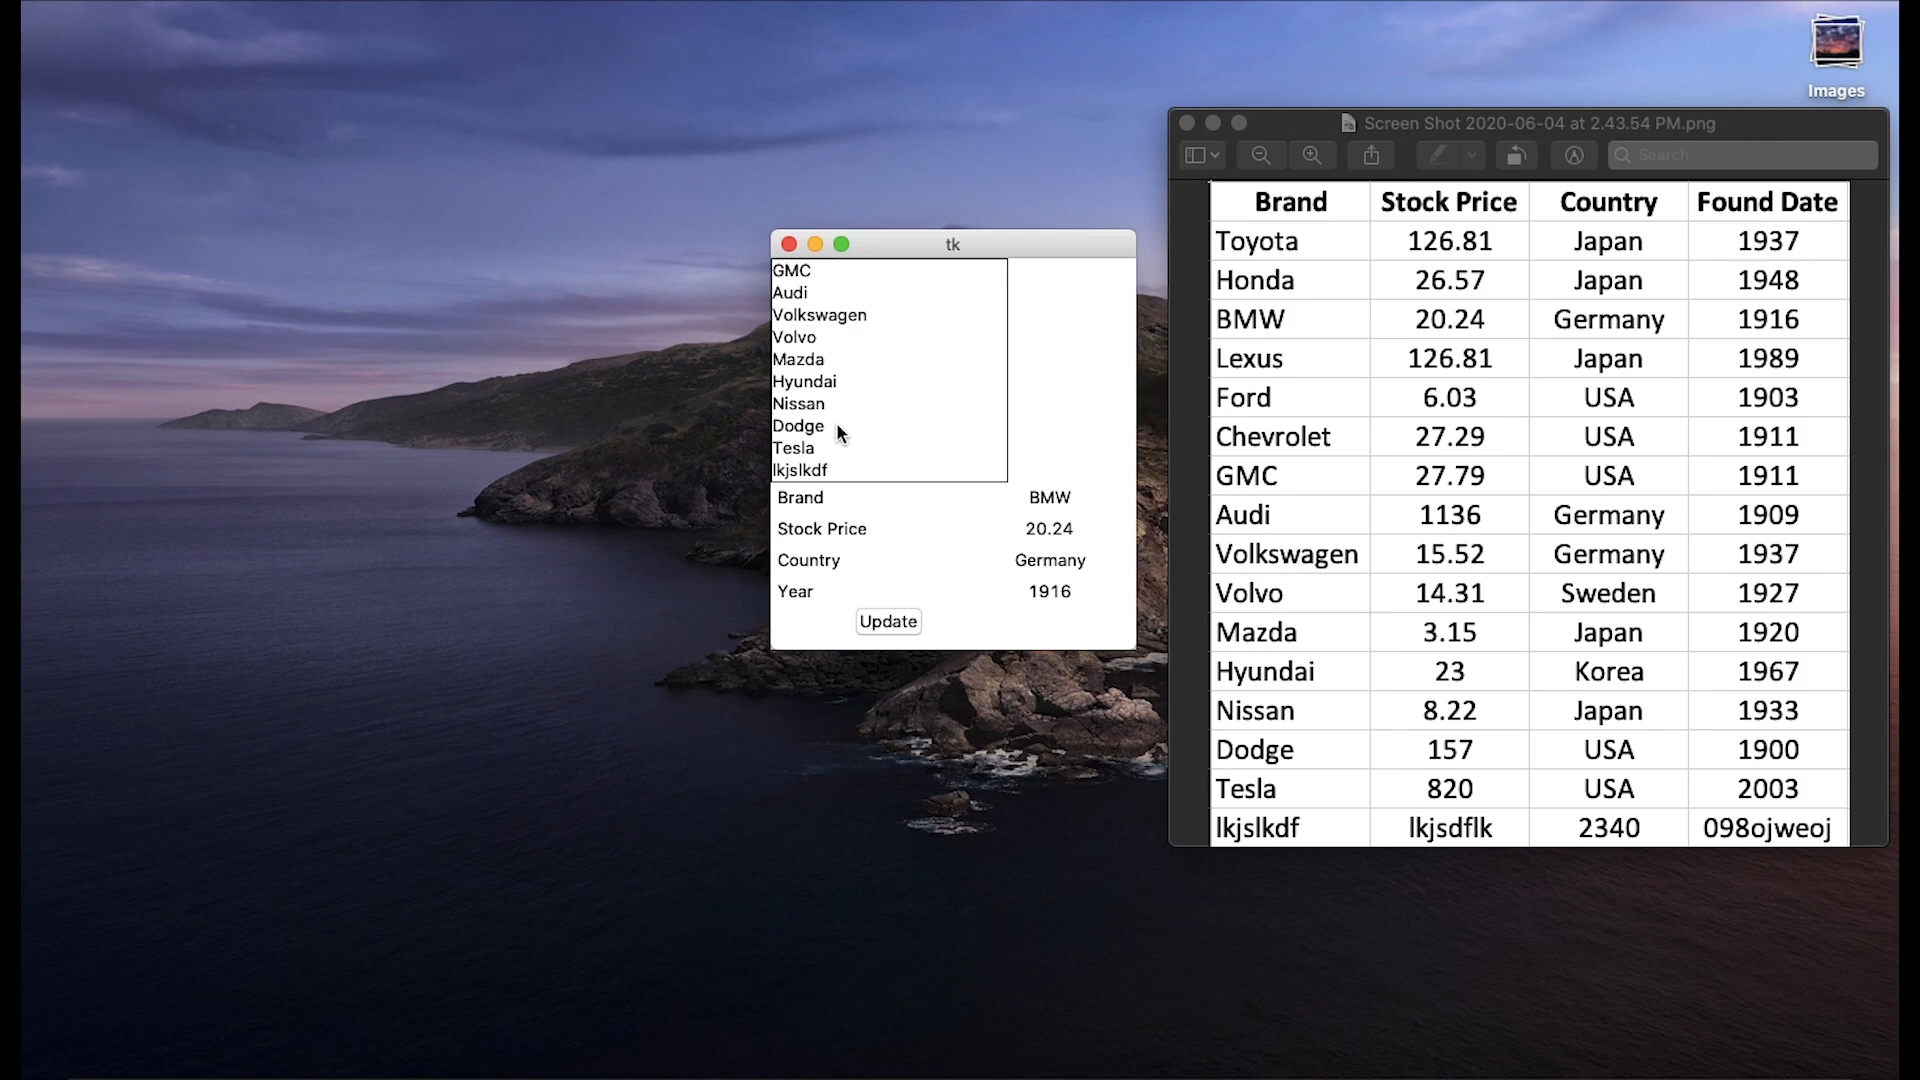 Images
Screen Shot 2020-06-04 at 2.43.54 PM.png
Search
tk
GMC
Audi
Volkswagen
Volvo
Mazda
Hyundai
Nissan
Dodge
Tesla
lkjslkdf
Brand BMW
Stock Price 20.24
Country Germany
Year 1916
Update
Brand Stock Price Country Found Date
Toyota 126.81 Japan 1937
Honda 26.57 Japan 1948
BMW 20.24 Germany 1916
Lexus 126.81 Japan 1989
Ford 6.03 USA 1903
Chevrolet 27.29 USA 1911
GMC 27.79 USA 1911
Audi 1136 Germany 1909
Volkswagen 15.52 Germany 1937
Volvo 14.31 Sweden 1927
Mazda 3.15 Japan 1920
Hyundai 23 Korea 1967
Nissan 8.22 Japan 1933
Dodge 157 USA 1900
Tesla 820 USA 2003
lkjslkdf lkjsdflk 2340 098ojweoj